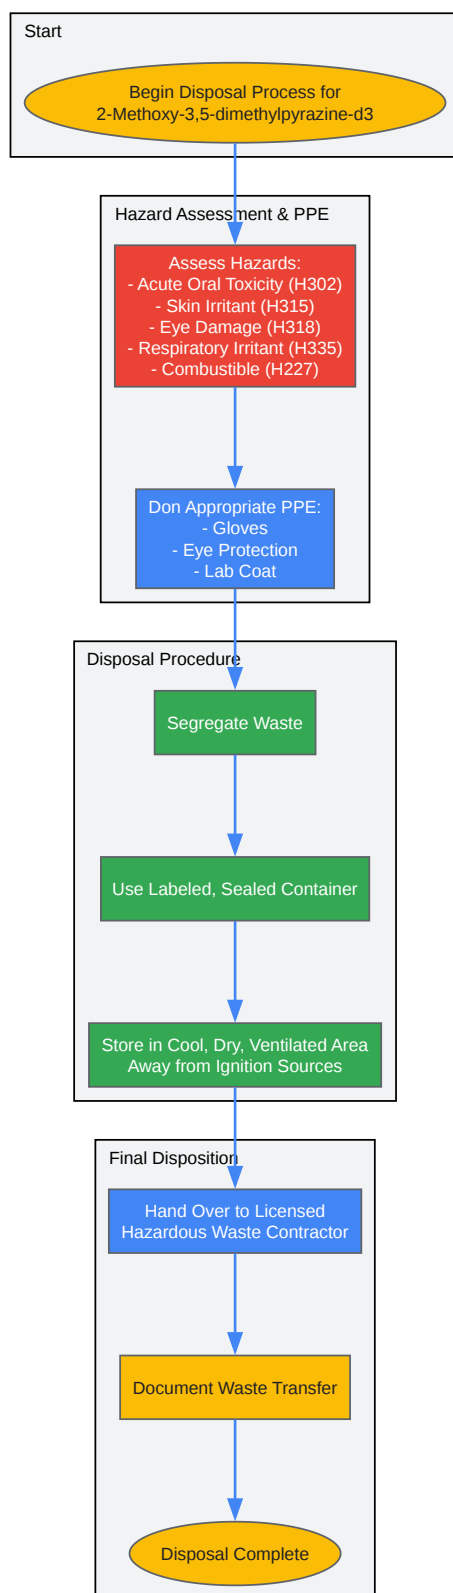 Start
Begin Disposal Process for
2-Methoxy-3,5-dimethylpyrazine-d3
Hazard Assessment & PPE
Assess Hazards:
- Acute Oral Toxicity (H302)
- Skin Irritant (H315)
- Eye Damage (H318)
- Respiratory Irritant (H335)
- Combustible (H227)
Don Appropriate PPE:
- Gloves
- Eye Protection
- Lab Coat
Disposal Procedure
Segregate Waste
Use Labeled, Sealed Container
Store in Cool, Dry, Ventilated Area
Away from Ignition Sources
Final Disposition
Hand Over to Licensed
Hazardous Waste Contractor
Document Waste Transfer
Disposal Complete